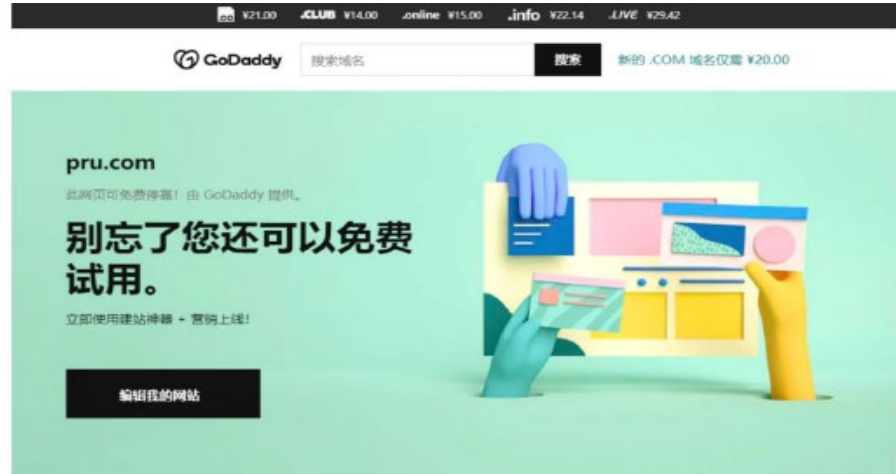 .co ¥21.00 .CLUB ¥14.00 .online ¥15.00 .info ¥22.14 .LIVE ¥29.42
GoDaddy 搜索域名 搜索 新的 .COM 域名仅需 ¥20.00
pru.com
此网页可免费停靠！由 GoDaddy 提供。
别忘了您还可以免费
试用。
立即使用建站神器 + 营销上线!
编辑我的网站